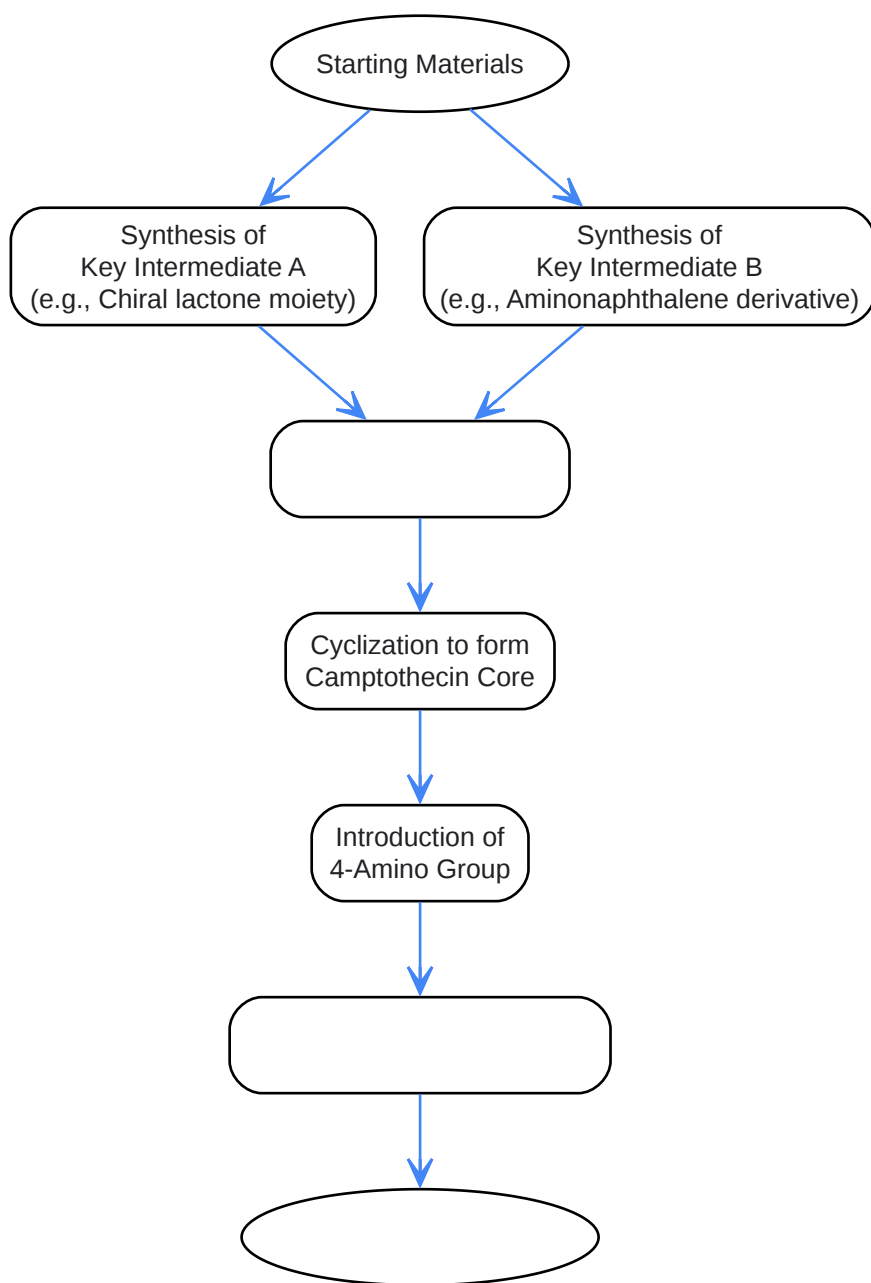 Starting Materials
Synthesis of
Key Intermediate A
(e.g., Chiral lactone moiety)
Synthesis of
Key Intermediate B
(e.g., Aminonaphthalene derivative)
Cyclization to form
Camptothecin Core
Introduction of
4-Amino Group